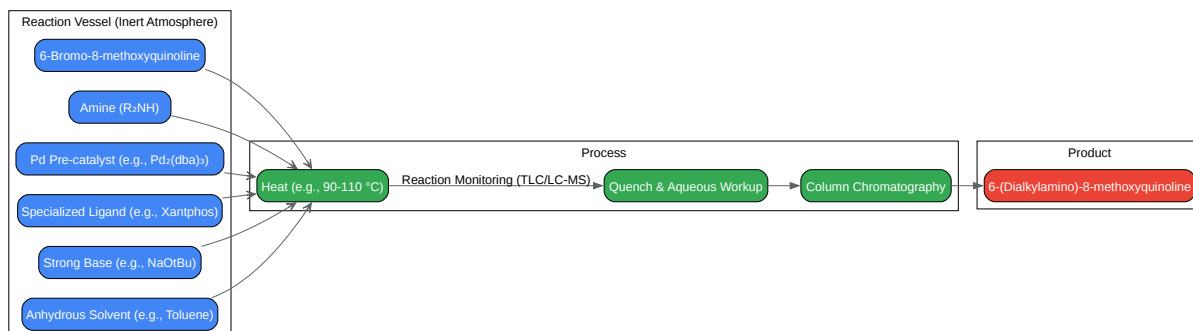 Reaction Vessel (Inert Atmosphere)
6-Bromo-8-methoxyquinoline
Amine (R₂NH)
Pd Pre-catalyst (e.g., Pd₂(dba)₃)
Specialized Ligand (e.g., Xantphos)
Strong Base (e.g., NaOtBu)
Anhydrous Solvent (e.g., Toluene)
Process
Heat (e.g., 90-110 °C)
Reaction Monitoring (TLC/LC-MS)
Quench & Aqueous Workup
Column Chromatography
Product
6-(Dialkylamino)-8-methoxyquinoline